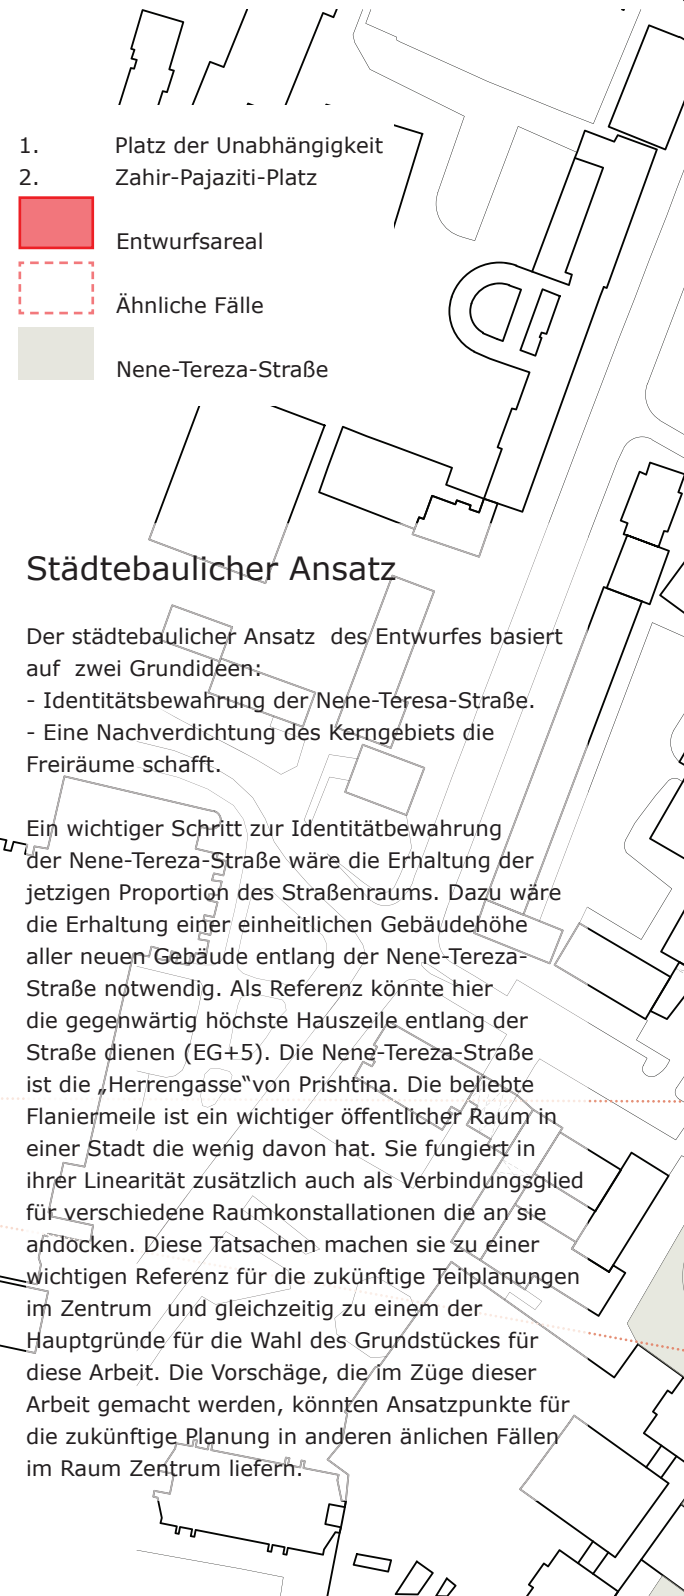 1. Platz der Unabhängigkeit
2. Zahir-Pajaziti-Platz
Entwurfsareal
Ähnliche Fälle
Nene-Tereza-Straße
Städtebaulicher Ansatz
Der städtebaulicher Ansatz  des Entwurfes basiert
auf  zwei Grundideen:
- Identitätsbewahrung der Nene-Teresa-Straße.
- Eine Nachverdichtung des Kerngebiets die
Freiräume schafft.
Ein wichtiger Schritt zur Identitätbewahrung
der Nene-Tereza-Straße wäre die Erhaltung der
jetzigen Proportion des Straßenraums. Dazu wäre
die Erhaltung einer einheitlichen Gebäudehöhe
aller neuen Gebäude entlang der Nene-Tereza-
Straße notwendig. Als Referenz könnte hier
die gegenwärtig höchste Hauszeile entlang der
Straße dienen (EG+5). Die Nene-Tereza-Straße
ist die „Herrengasse“von Prishtina. Die beliebte
Flaniermeile ist ein wichtiger öffentlicher Raum in
einer Stadt die wenig davon hat. Sie fungiert in
ihrer Linearität zusätzlich auch als Verbindungsglied
für verschiedene Raumkonstallationen die an sie
andocken. Diese Tatsachen machen sie zu einer
wichtigen Referenz für die zukünftige Teilplanungen
im Zentrum  und gleichzeitig zu einem der
Hauptgründe für die Wahl des Grundstückes für
diese Arbeit. Die Vorschäge, die im Züge dieser
Arbeit gemacht werden, könnten Ansatzpunkte für
die zukünftige Planung in anderen änlichen Fällen
im Raum Zentrum liefern.